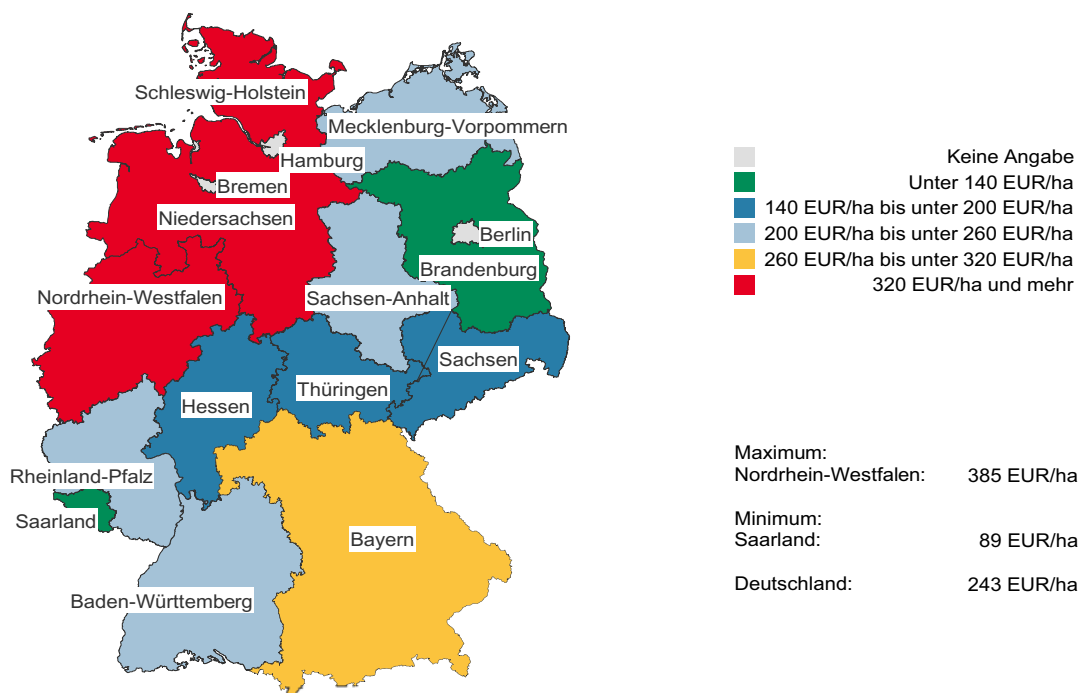 Schleswig-Holstein
Mecklenburg-Vorpommern
Hamburg
Bremen
Niedersachsen
Berlin
Brandenburg
Nordrhein-Westfalen
Sachsen-Anhalt
Sachsen
Thüringen
Hessen
Rheinland-Pfalz
Saarland
Bayern
Baden-Württemberg
Keine Angabe
Unter 140 EUR/ha
140 EUR/ha bis unter 200 EUR/ha
200 EUR/ha bis unter 260 EUR/ha
260 EUR/ha bis unter 320 EUR/ha
320 EUR/ha und mehr
Maximum:
Nordrhein-Westfalen: 385 EUR/ha
Minimum:
Saarland: 89 EUR/ha
Deutschland: 243 EUR/ha